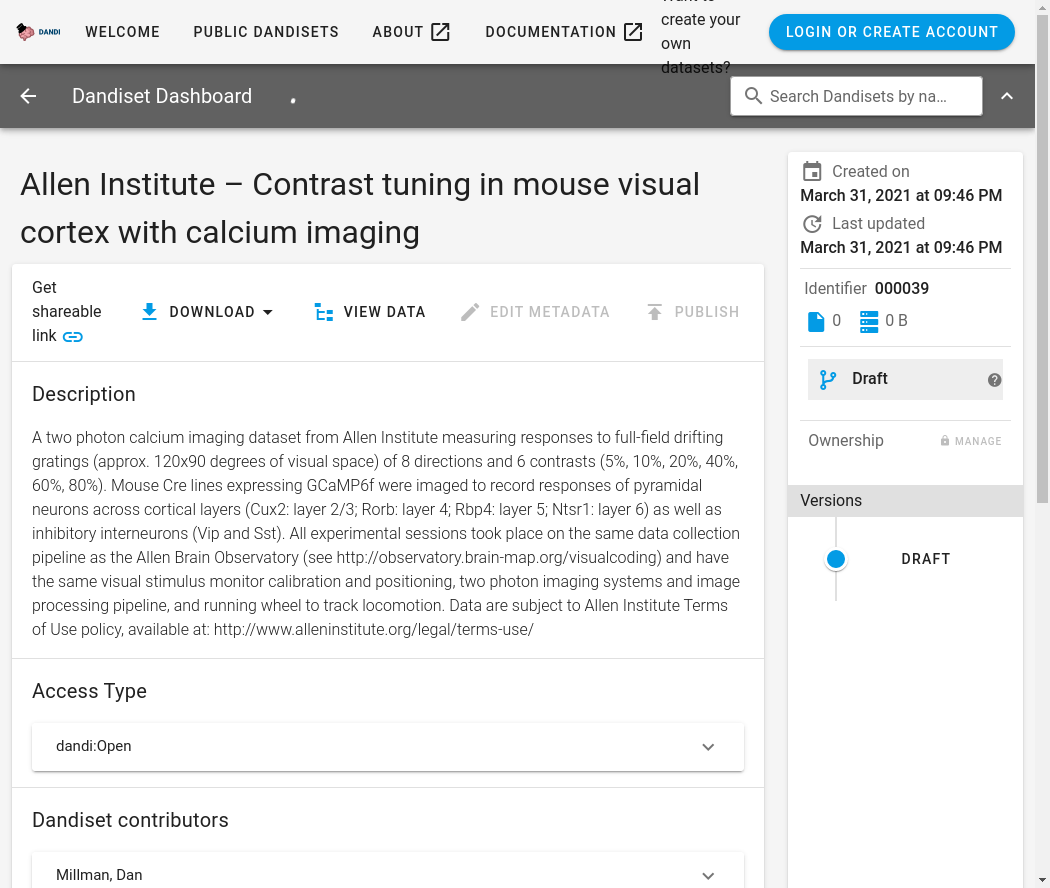 DANDI
WELCOME
PUBLIC DANDISETS
ABOUT
DOCUMENTATION
create your
own
datasets?
LOGIN OR CREATE ACCOUNT
Dandiset Dashboard
Search Dandisets by na...
Allen Institute – Contrast tuning in mouse visual
cortex with calcium imaging
Get
shareable
link
DOWNLOAD
VIEW DATA
EDIT METADATA
PUBLISH
Description
A two photon calcium imaging dataset from Allen Institute measuring responses to full-field drifting
gratings (approx. 120x90 degrees of visual space) of 8 directions and 6 contrasts (5%, 10%, 20%, 40%,
60%, 80%). Mouse Cre lines expressing GCaMP6f were imaged to record responses of pyramidal
neurons across cortical layers (Cux2: layer 2/3; Rorb: layer 4; Rbp4: layer 5; Ntsr1: layer 6) as well as
inhibitory interneurons (Vip and Sst). All experimental sessions took place on the same data collection
pipeline as the Allen Brain Observatory (see http://observatory.brain-map.org/visualcoding) and have
the same visual stimulus monitor calibration and positioning, two photon imaging systems and image
processing pipeline, and running wheel to track locomotion. Data are subject to Allen Institute Terms
of Use policy, available at: http://www.alleninstitute.org/legal/terms-use/
Access Type
dandi:Open
Dandiset contributors
Millman, Dan
Created on
March 31, 2021 at 09:46 PM
Last updated
March 31, 2021 at 09:46 PM
Identifier 000039
0
0 B
Draft
Ownership
MANAGE
Versions
DRAFT